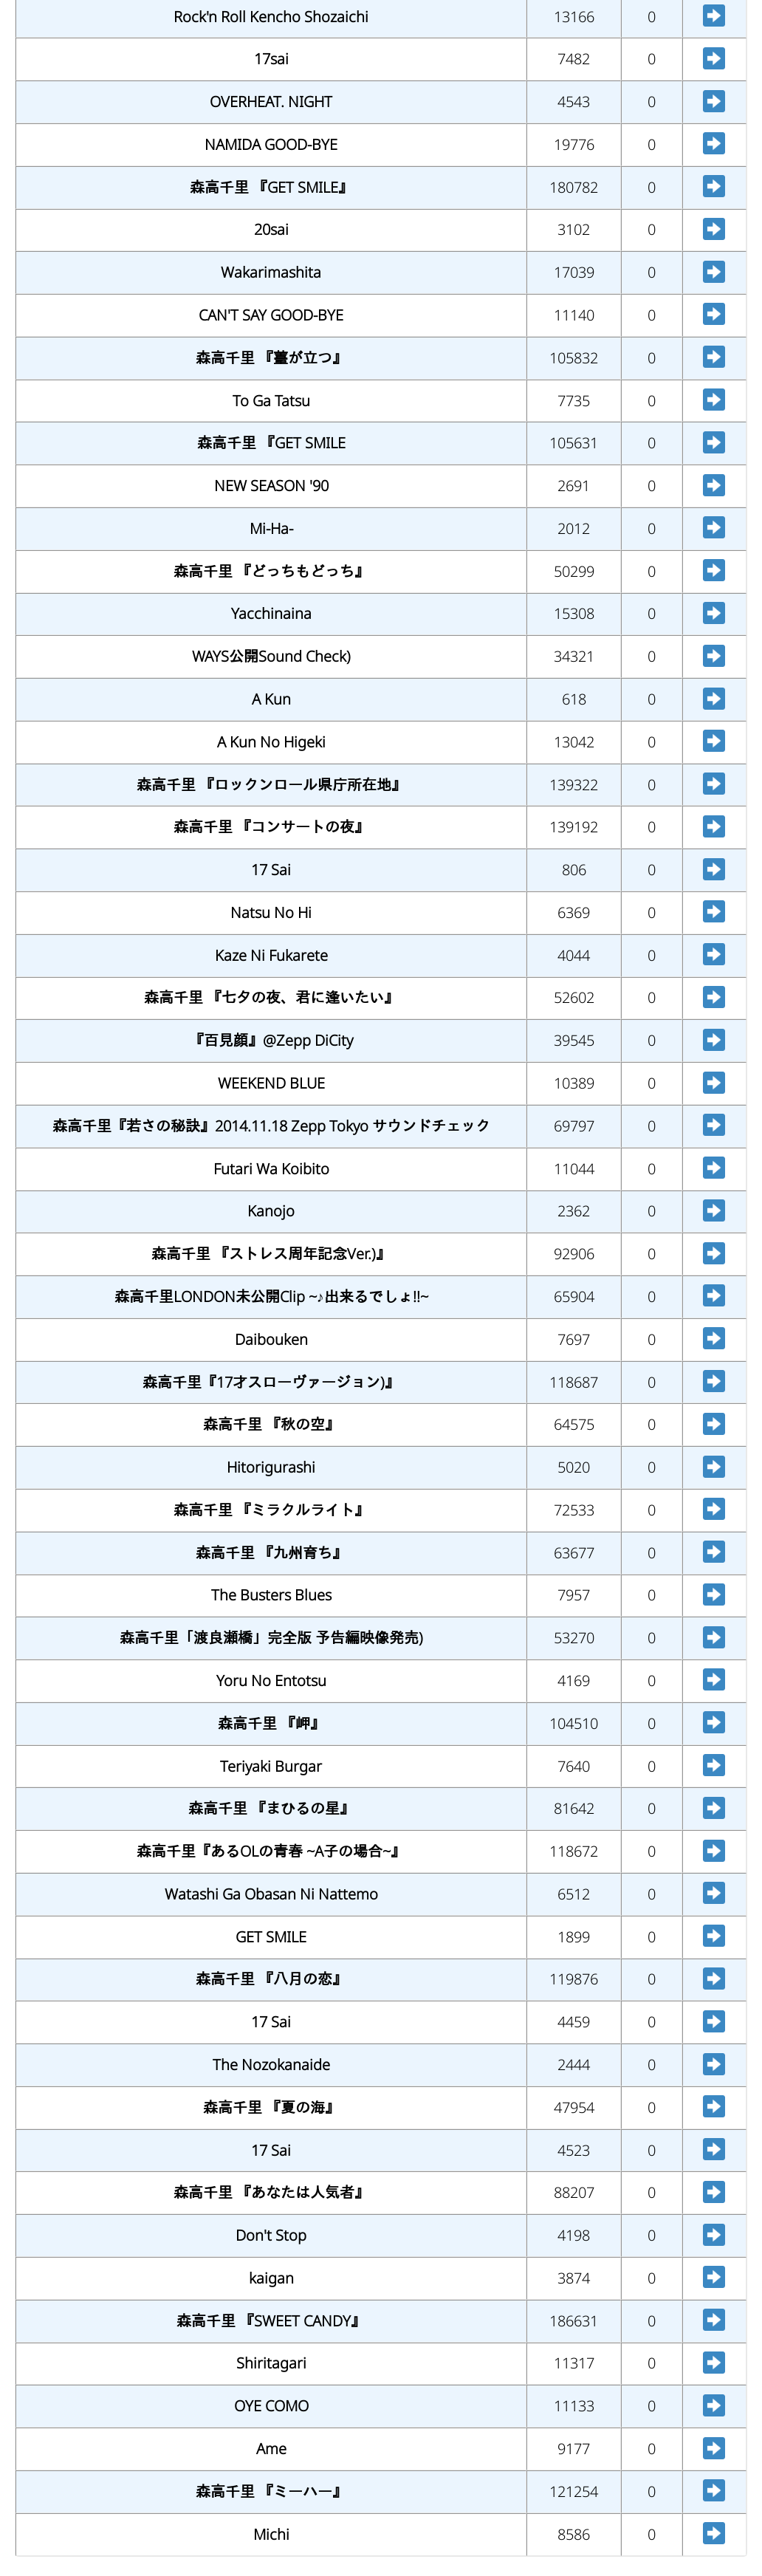 Rock'n Roll Kencho Shozaichi 13166 0
17sai 7482 0
OVERHEAT. NIGHT 4543 0
NAMIDA GOOD-BYE 19776 0
森高千里 『GET SMILE』 180782 0
20sai 3102 0
Wakarimashita 17039 0
CAN'T SAY GOOD-BYE 11140 0
森高千里 『薹が立つ』 105832 0
To Ga Tatsu 7735 0
森高千里 『GET SMILE 105631 0
NEW SEASON '90 2691 0
Mi-Ha- 2012 0
森高千里 『どっちもどっち』 50299 0
Yacchinaina 15308 0
WAYS公開Sound Check) 34321 0
A Kun 618 0
A Kun No Higeki 13042 0
森高千里 『ロックンロール県庁所在地』 139322 0
森高千里 『コンサートの夜』 139192 0
17 Sai 806 0
Natsu No Hi 6369 0
Kaze Ni Fukarete 4044 0
森高千里 『七夕の夜、君に逢いたい』 52602 0
『百見顔』@Zepp DiCity 39545 0
WEEKEND BLUE 10389 0
森高千里『若さの秘訣』2014.11.18 Zepp Tokyo サウンドチェック 69797 0
Futari Wa Koibito 11044 0
Kanojo 2362 0
森高千里 『ストレス周年記念Ver.)』 92906 0
森高千里LONDON未公開Clip ~♪出来るでしょ!!~ 65904 0
Daibouken 7697 0
森高千里『17才スローヴァージョン)』 118687 0
森高千里 『秋の空』 64575 0
Hitorigurashi 5020 0
森高千里 『ミラクルライト』 72533 0
森高千里 『九州育ち』 63677 0
The Busters Blues 7957 0
森高千里「渡良瀬橋」完全版 予告編映像発売) 53270 0
Yoru No Entotsu 4169 0
森高千里 『岬』 104510 0
Teriyaki Burgar 7640 0
森高千里 『まひるの星』 81642 0
森高千里『あるOLの青春 ~A子の場合~』 118672 0
Watashi Ga Obasan Ni Nattemo 6512 0
GET SMILE 1899 0
森高千里 『八月の恋』 119876 0
17 Sai 4459 0
The Nozokanaide 2444 0
森高千里 『夏の海』 47954 0
17 Sai 4523 0
森高千里 『あなたは人気者』 88207 0
Don't Stop 4198 0
kaigan 3874 0
森高千里 『SWEET CANDY』 186631 0
Shiritagari 11317 0
OYE COMO 11133 0
Ame 9177 0
森高千里 『ミーハー』 121254 0
Michi 8586 0